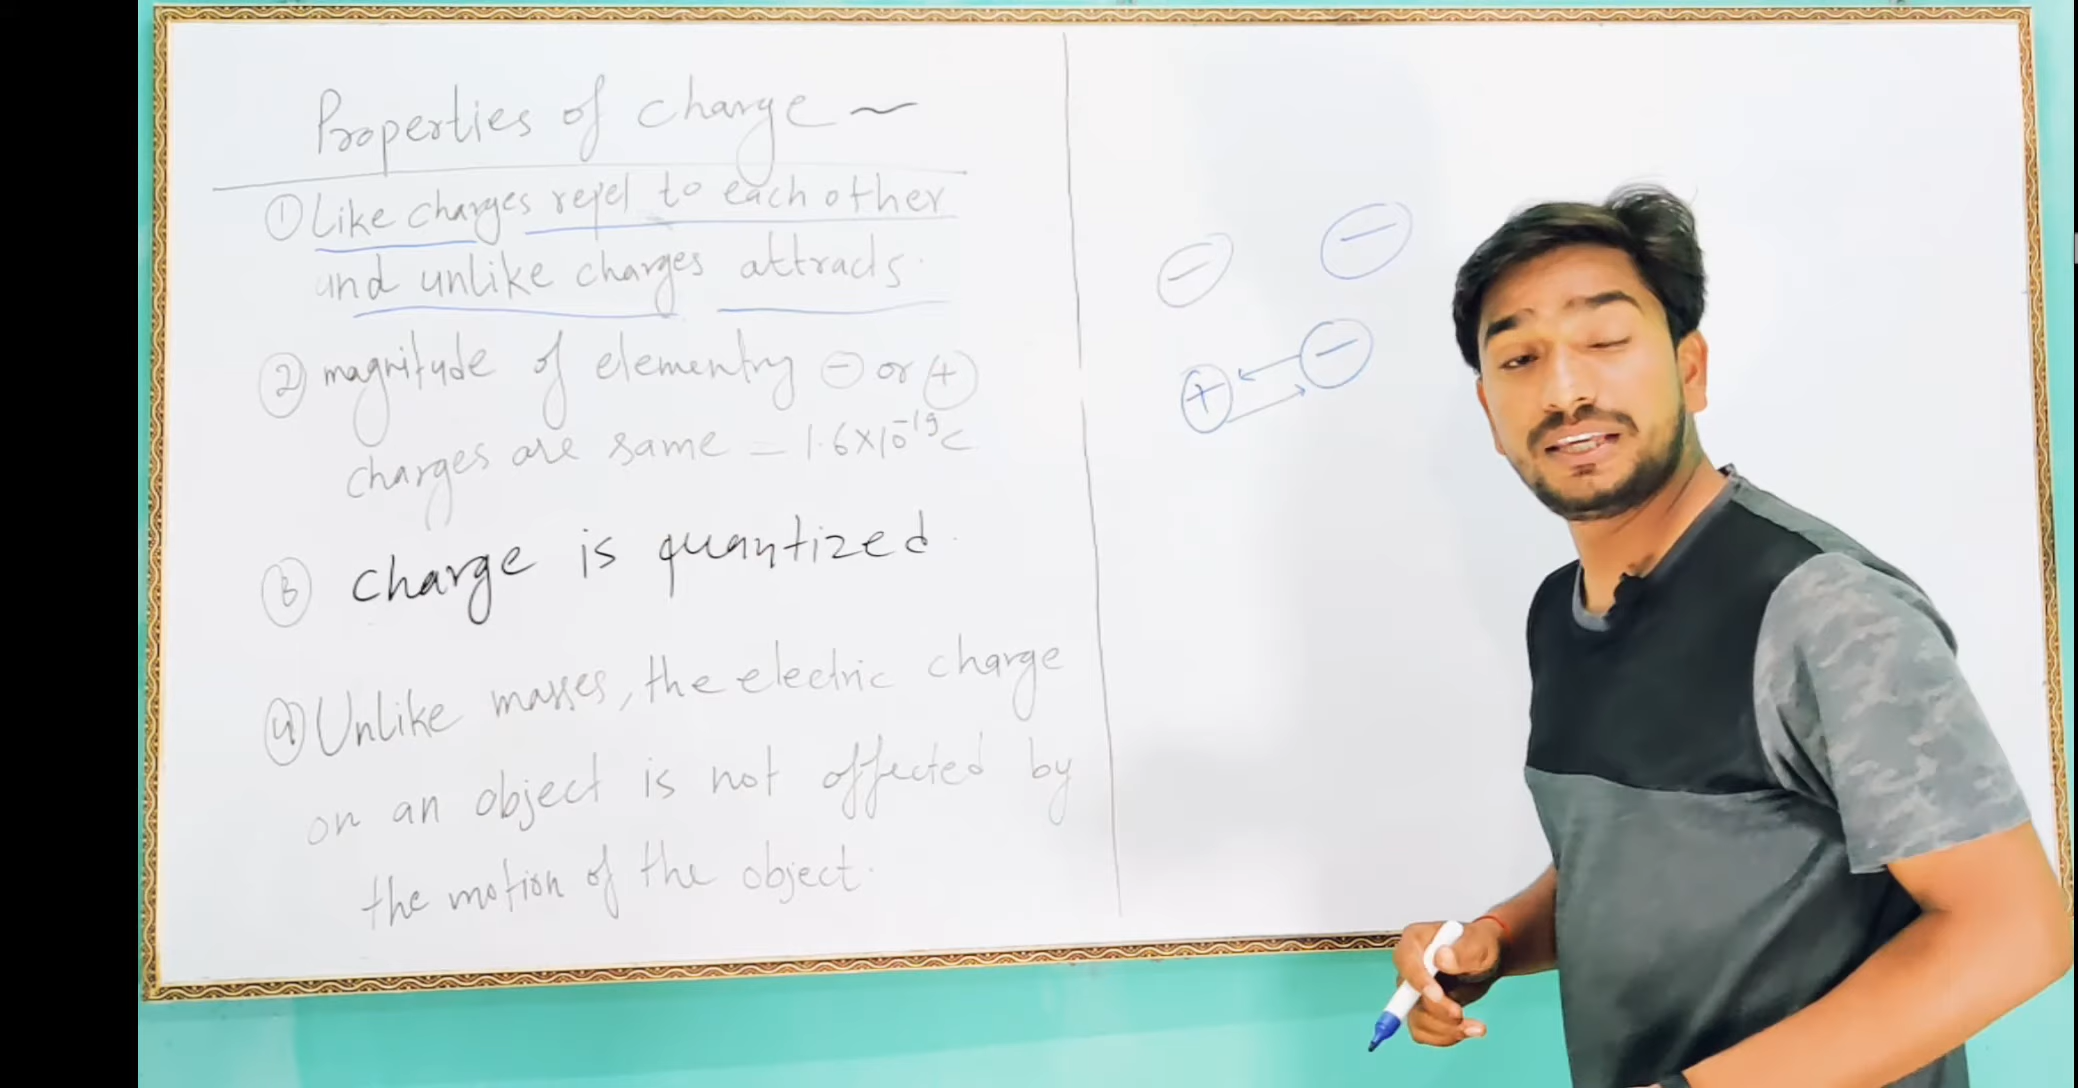 Properties of charge ~
① Like charges repel to each other
and unlike charges attracts.
② magnitude of elementry ⊖ or ⊕
charges are same = 1.6×10⁻¹⁹c
③ charge is quantized.
④ Unlike masses, the electric charge
on an object is not affected by
the motion of the object.
⊖ ⊖
⊕ ⊖